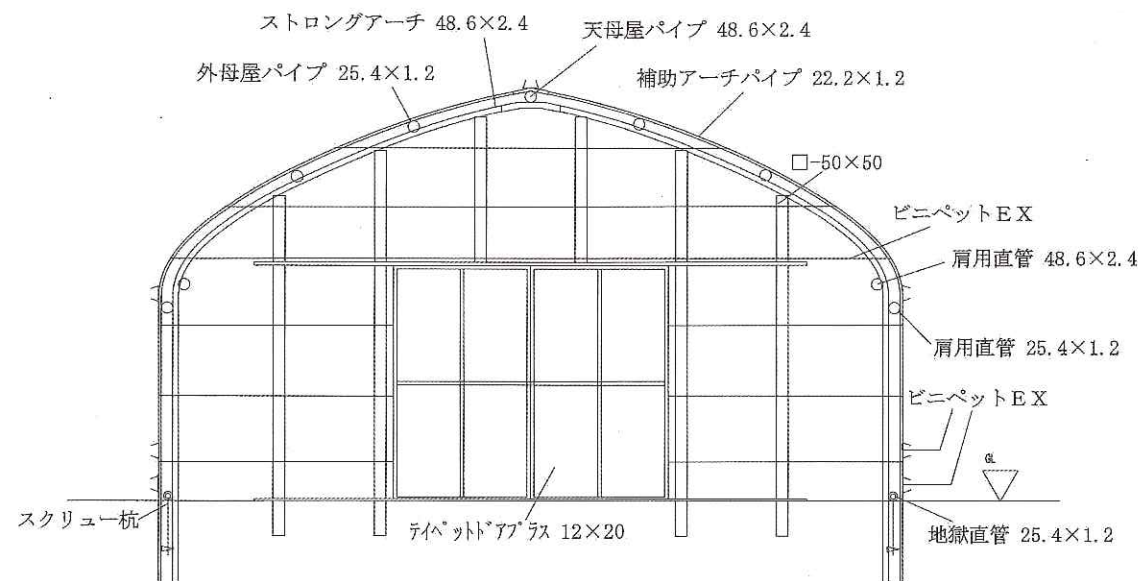 ストロングアーチ 48.6×2.4
天母屋パイプ 48.6×2.4
外母屋パイプ 25.4×1.2
補助アーチパイプ 22.2×1.2
□-50×50
ビニペットEX
肩用直管 48.6×2.4
肩用直管 25.4×1.2
ビニペットEX
GL
スクリュー杭
テイペットドアプラス 12×20
地獄直管 25.4×1.2